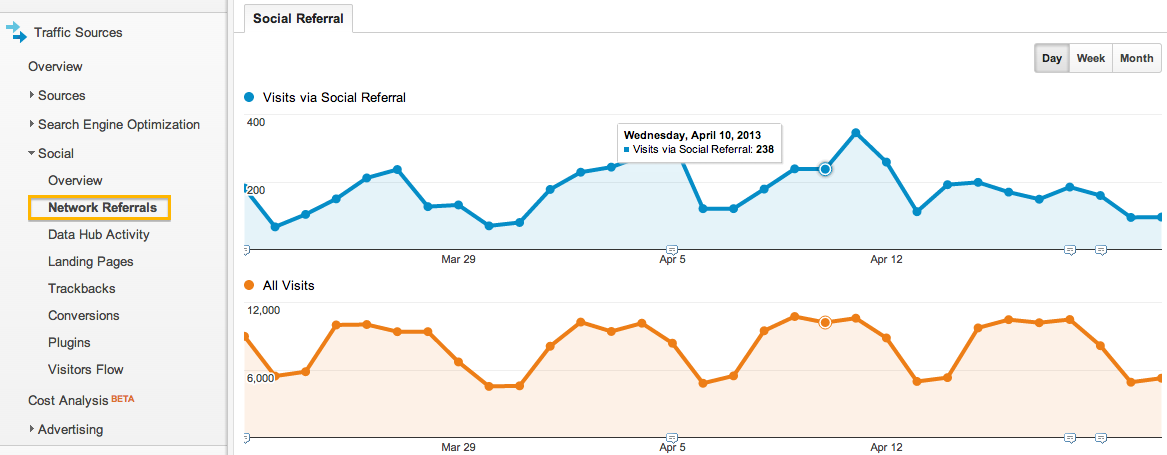 Traffic Sources
Overview
Sources
Search Engine Optimization
Social
Overview
Network Referrals
Data Hub Activity
Landing Pages
Trackbacks
Conversions
Plugins
Visitors Flow
Cost Analysis BETA
Advertising
Social Referral
Day Week Month
Visits via Social Referral
400
Wednesday, April 10, 2013
Visits via Social Referral: 238
200
Mar 29 Apr 5 Apr 12
All Visits
12,000
6,000
Mar 29 Apr 5 Apr 12